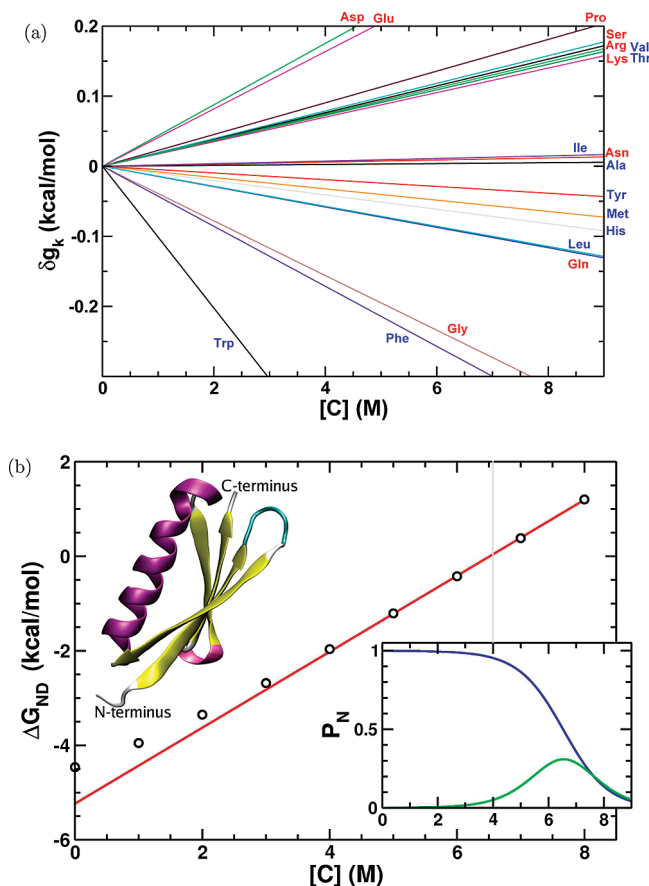 (a)
0.2
Asp
Glu
Pro
Ser
Arg Val
Lys Thr
0.1
Ile
Asn
0
Ala
Tyr
Met
-0.1
His
Leu
Gln
-0.2
Trp
Phe
Gly
δgk (kcal/mol)
0 2 4 6 8
[C] (M)
(b)
2
0
-2
-4
-6
ΔGND (kcal/mol)
C-terminus
N-terminus
1
0.5
0
PN
0 2 4 6 8
0 2 4 6 8
[C] (M)